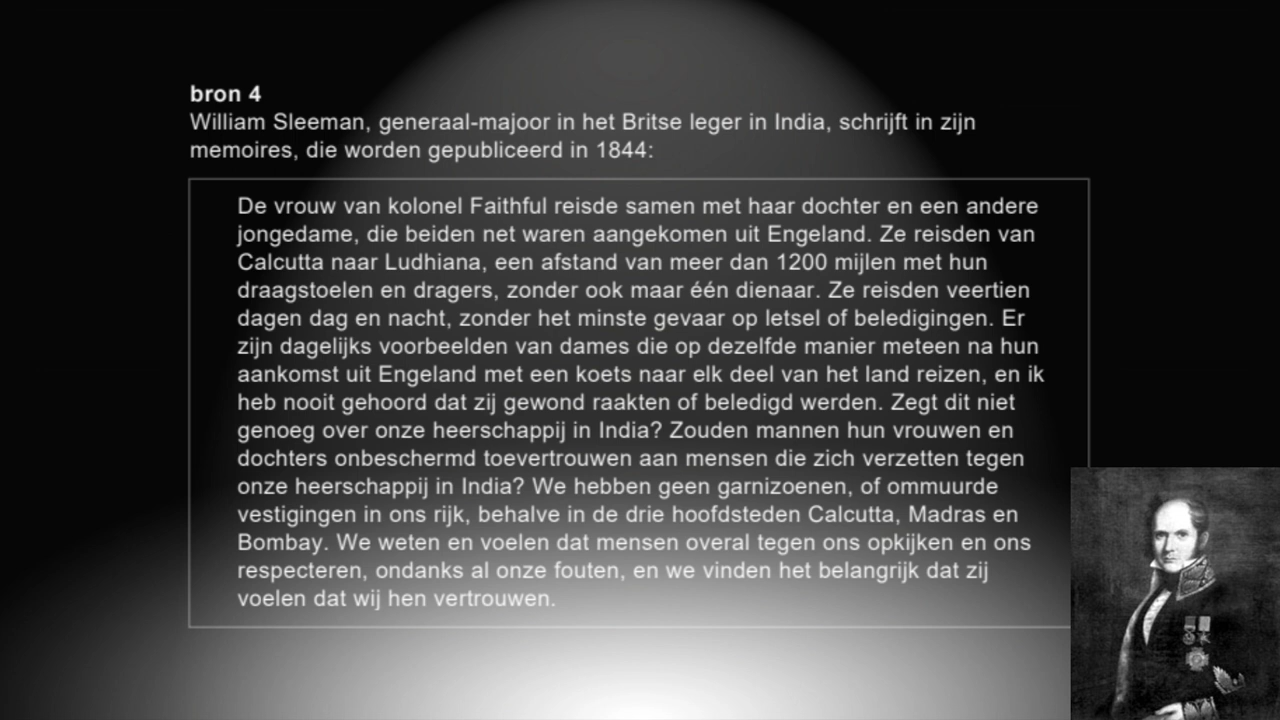 bron 4
William Sleeman, generaal-majoor in het Britse leger in India, schrijft in zijn
memoires, die worden gepubliceerd in 1844:
De vrouw van kolonel Faithful reisde samen met haar dochter en een andere
jongedame, die beiden net waren aangekomen uit Engeland. Ze reisden van
Calcutta naar Ludhiana, een afstand van meer dan 1200 mijlen met hun
draagstoelen en dragers, zonder ook maar één dienaar. Ze reisden veertien
dagen dag en nacht, zonder het minste gevaar op letsel of beledigingen. Er
zijn dagelijks voorbeelden van dames die op dezelfde manier meteen na hun
aankomst uit Engeland met een koets naar elk deel van het land reizen, en ik
heb nooit gehoord dat zij gewond raakten of beledigd werden. Zegt dit niet
genoeg over onze heerschappij in India? Zouden mannen hun vrouwen en
dochters onbeschermd toevertrouwen aan mensen die zich verzetten tegen
onze heerschappij in India? We hebben geen garnizoenen, of ommuurde
vestigingen in ons rijk, behalve in de drie hoofdsteden Calcutta, Madras en
Bombay. We weten en voelen dat mensen overal tegen ons opkijken en ons
respecteren, ondanks al onze fouten, en we vinden het belangrijk dat zij
voelen dat wij hen vertrouwen.